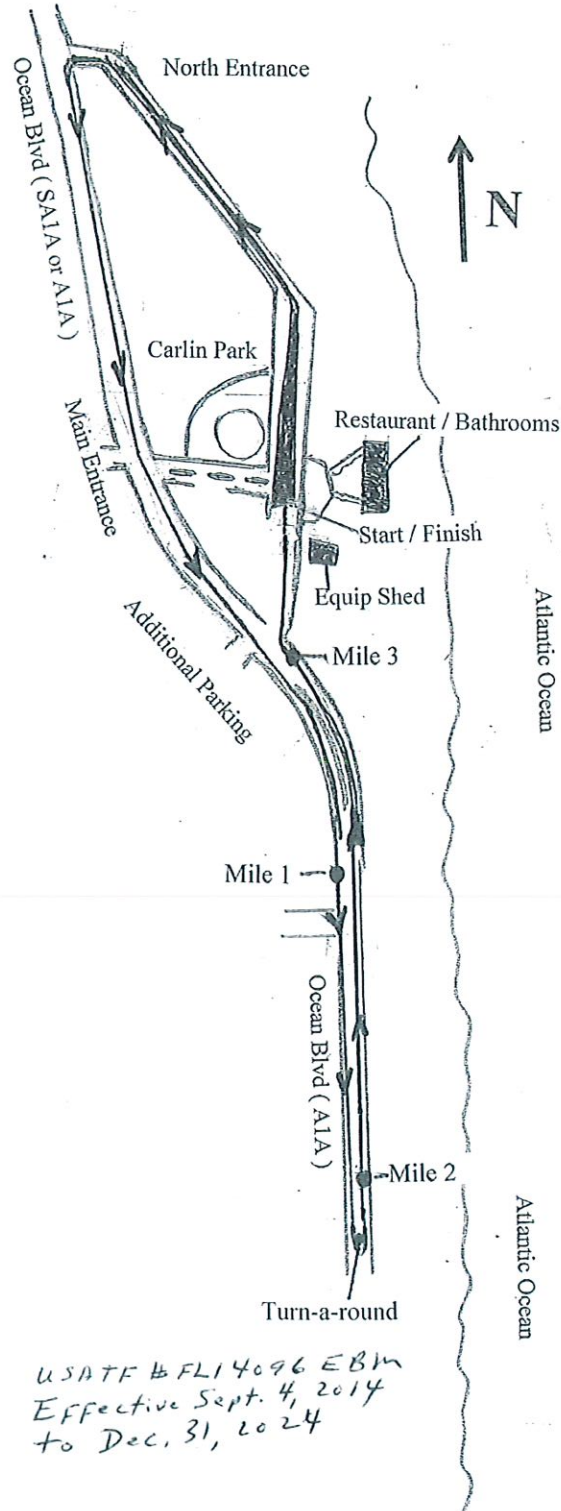 North Entrance
Ocean Blvd ( SA1A or A1A )
N
Carlin Park
Restaurant / Bathrooms
Main Entrance
Start / Finish
Equip Shed
Atlantic Ocean
Additional Parking
Mile 3
Mile 1
Ocean Blvd ( A1A )
Mile 2
Atlantic Ocean
Turn-a-round
USATF # FL14096 EBM
Effective Sept. 4, 2014
to Dec. 31, 2024